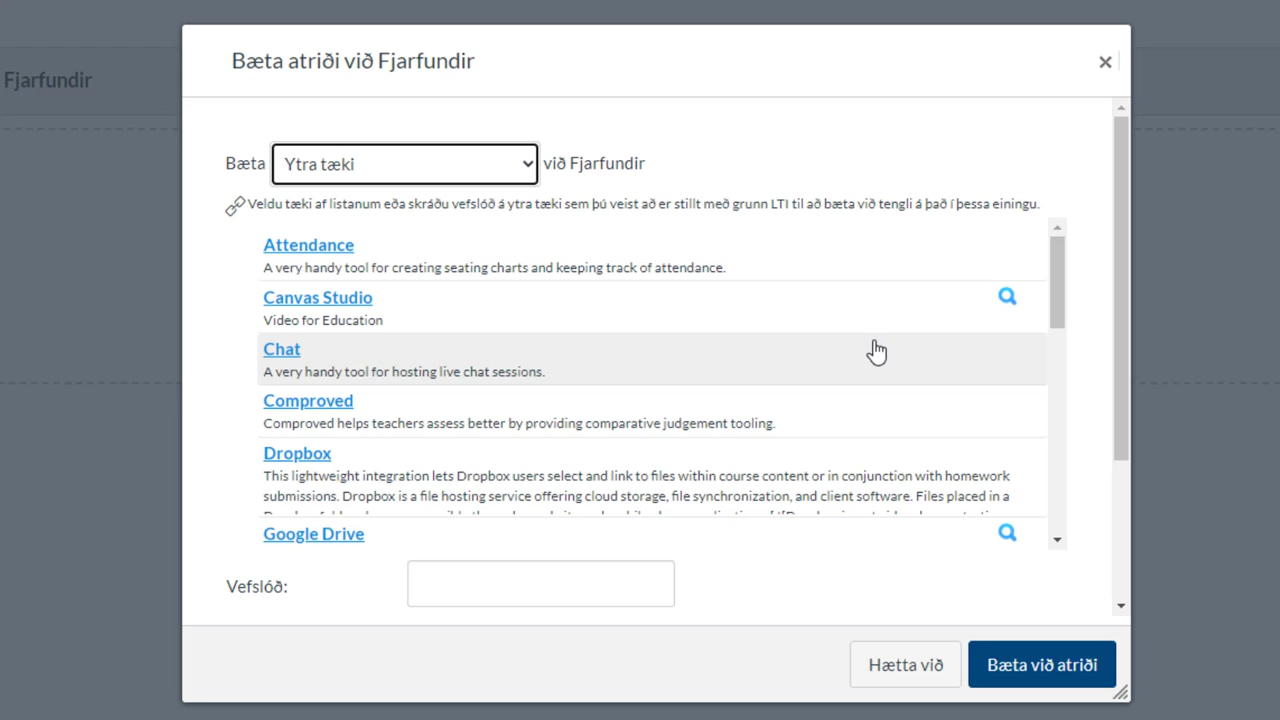 Bæta atriði við Fjarfundir
×
Fjarfundir
Bæta Ytra tæki við Fjarfundir
Veldu tæki af listanum eða skráðu vefslóð á ytra tæki sem þú veist að er stillt með grunn LTI til að bæta við tengli á það í þessa einingu.
Attendance
A very handy tool for creating seating charts and keeping track of attendance.
Canvas Studio
Video for Education
Chat
A very handy tool for hosting live chat sessions.
Comproved
Comproved helps teachers assess better by providing comparative judgement tooling.
Dropbox
This lightweight integration lets Dropbox users select and link to files within course content or in conjunction with homework
submissions. Dropbox is a file hosting service offering cloud storage, file synchronization, and client software. Files placed in a
Google Drive
Vefslóð:
Hætta við
Bæta við atriði